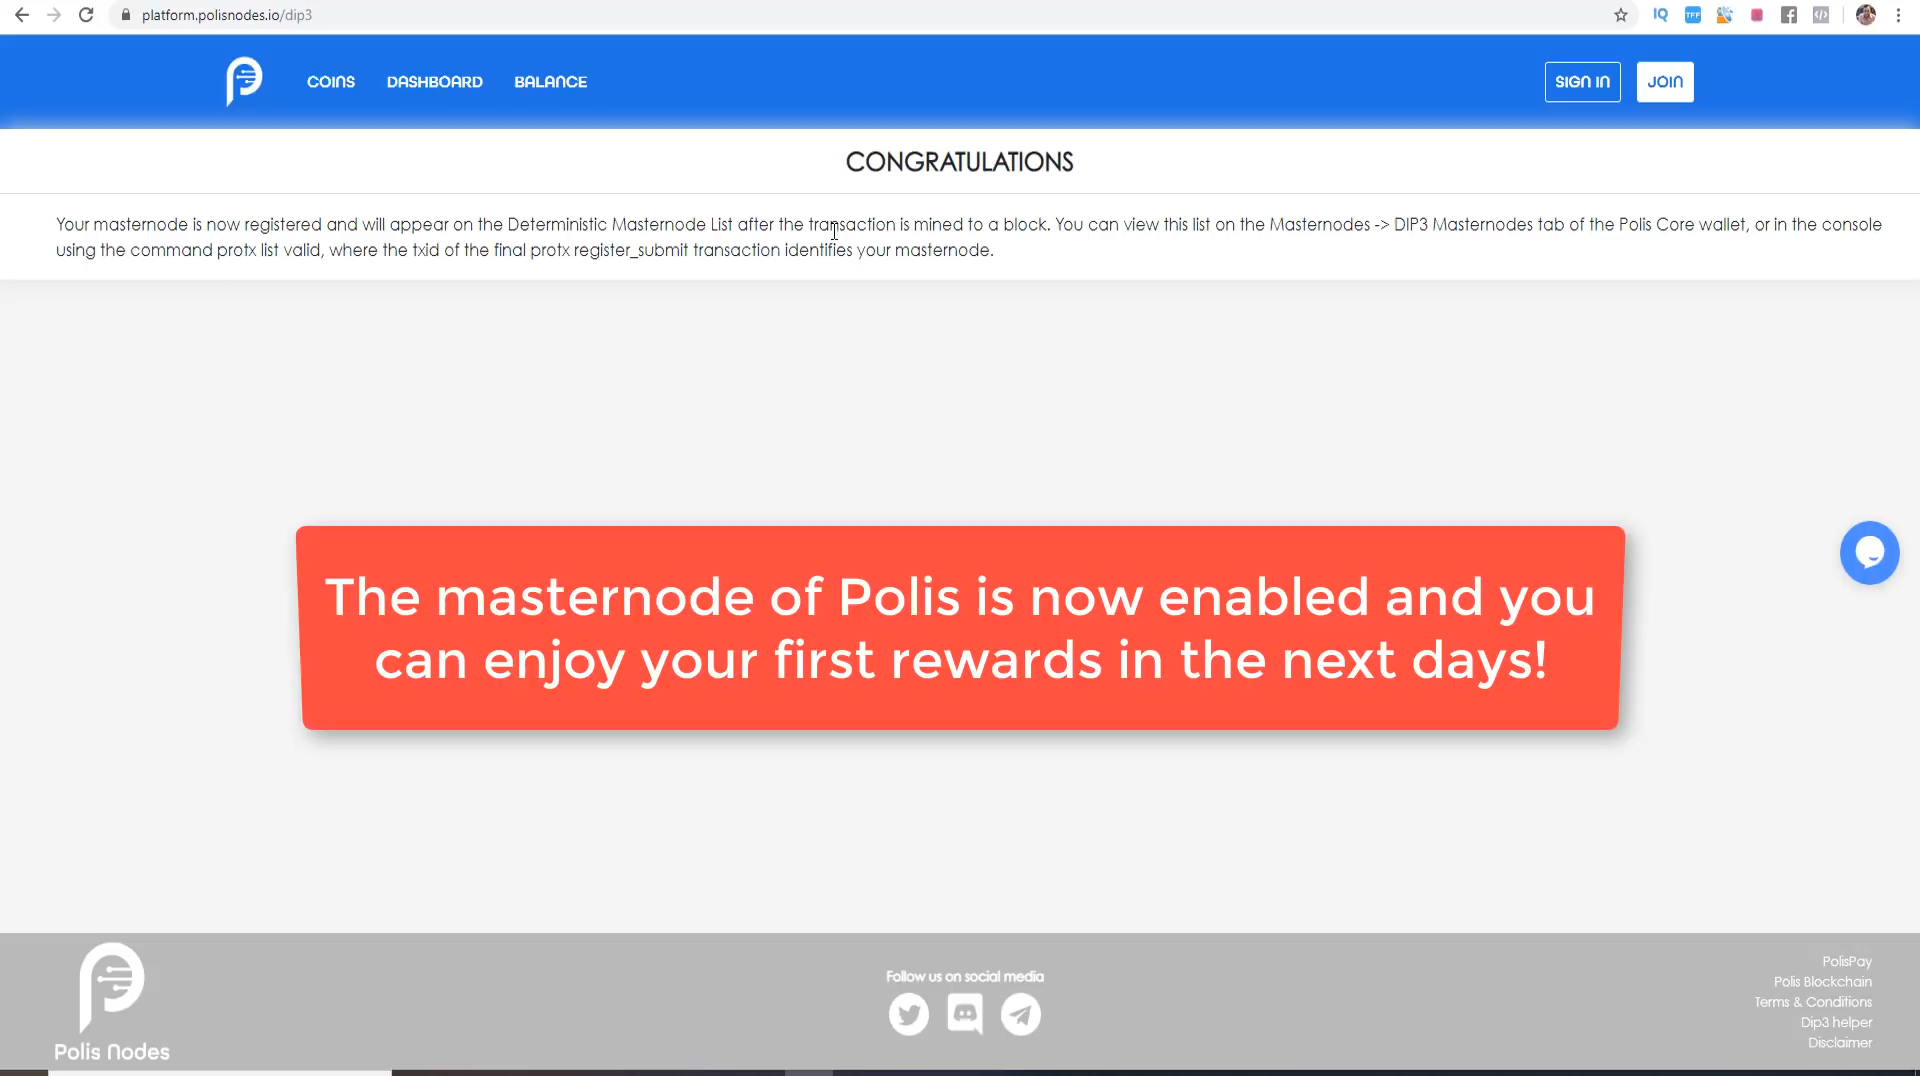 platform.polisnodes.io/dip3
IQ
TFF
COINS DASHBOARD BALANCE
SIGN IN JOIN
CONGRATULATIONS
Your masternode is now registered and will appear on the Deterministic Masternode List after the transaction is mined to a block. You can view this list on the Masternodes -> DIP3 Masternodes tab of the Polis Core wallet, or in the console
using the command protx list valid, where the txid of the final protx register_submit transaction identifies your masternode.
The masternode of Polis is now enabled and you
can enjoy your first rewards in the next days!
Polis Nodes
Follow us on social media
PolisPay
Polis Blockchain
Terms & Conditions
Dip3 helper
Disclaimer